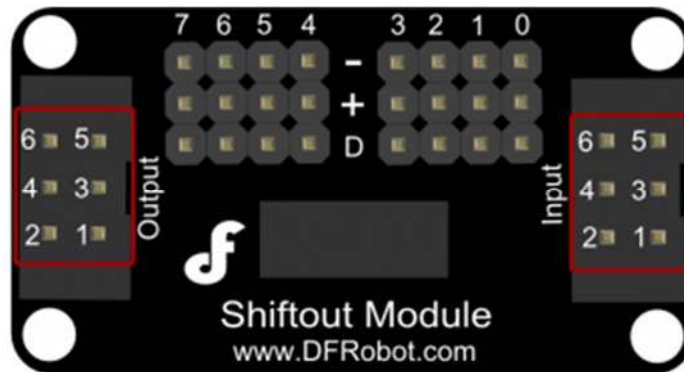 7 6 5 4 3 2 1 0
-
+
D
6 5
4 3
2 1
Output
Input
6 5
4 3
2 1
Shiftout Module
www.DFRobot.com